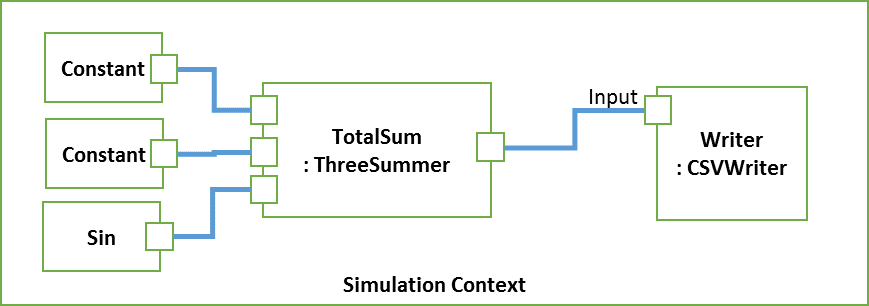 Constant
Constant
Sin
TotalSum
: ThreeSummer
Input
Writer
: CSVWriter
Simulation Context